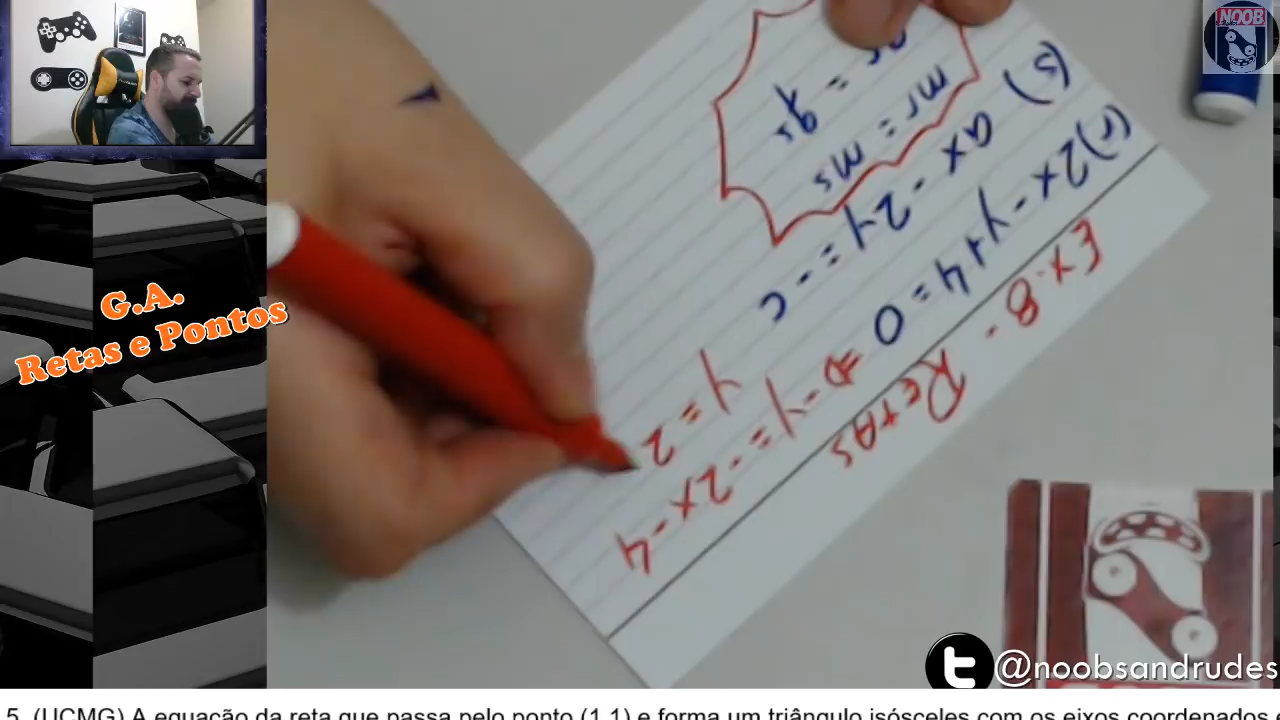 NOOB
G.A.
Retas e Pontos
Ex. 8 - Retas
(r) 2x - y + 4 = 0 ⇒ - y = - 2x - 4
(s) ax - 2y = - c y = 2
mr = ms
= qs
@noobsandrudes
5. (UCMG) A equação da reta que passa pelo ponto (1,1) e forma um triângulo isósceles com os eixos coordenados